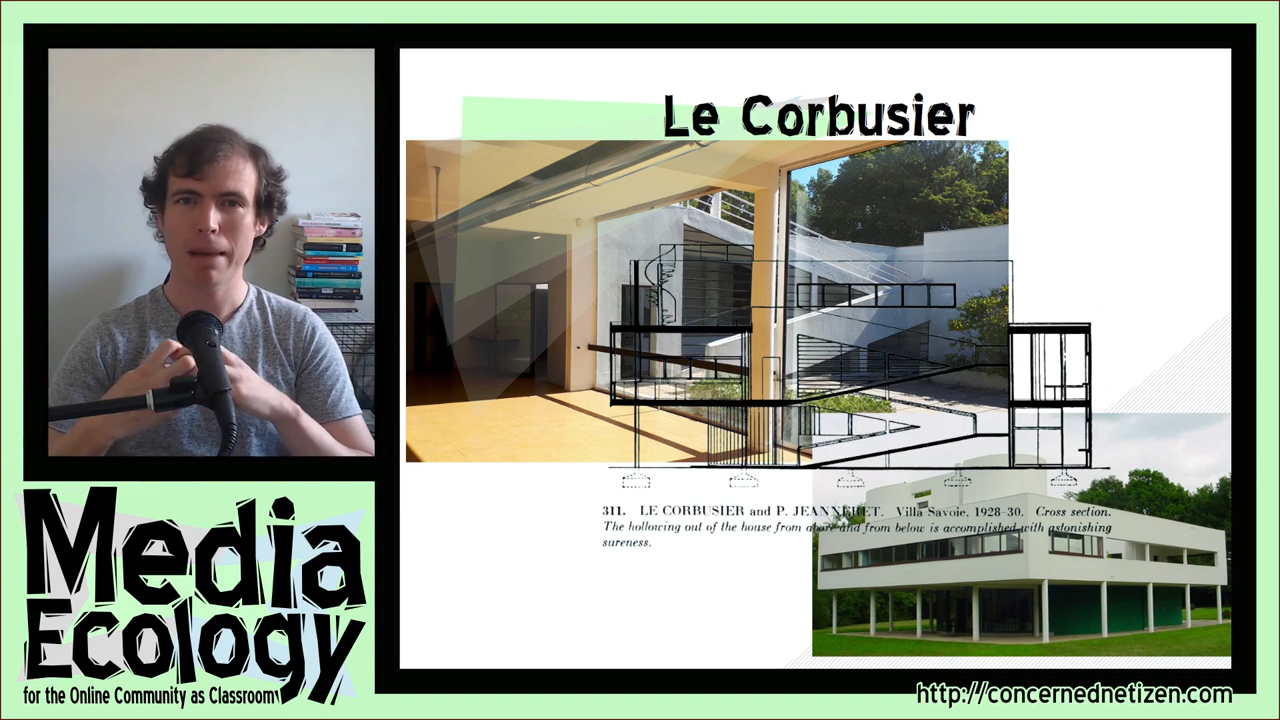 Le Corbusier
311. LE CORBUSIER and P. JEANNERET. Villa Savoie, 1928-30. Cross section.
The hollowing out of the house from above and from below is accomplished with astonishing
sureness.
Media
Ecology
for the Online Community as Classroom
http://concernednetizen.com